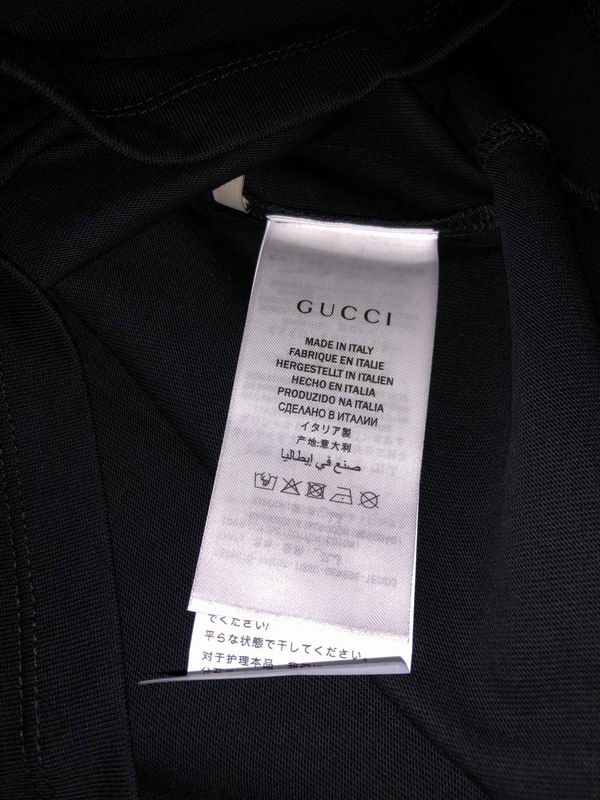 GUCCI
MADE IN ITALY
FABRIQUE EN ITALIE
HERGESTELLT IN ITALIEN
HECHO EN ITALIA
PRODUZIDO NA ITALIA
СДЕЛАНО В ИТАЛИИ
イタリア製
产地:意大利
صنع في إيطاليا
でください/
平らな状態で干してください。
对于护理本品